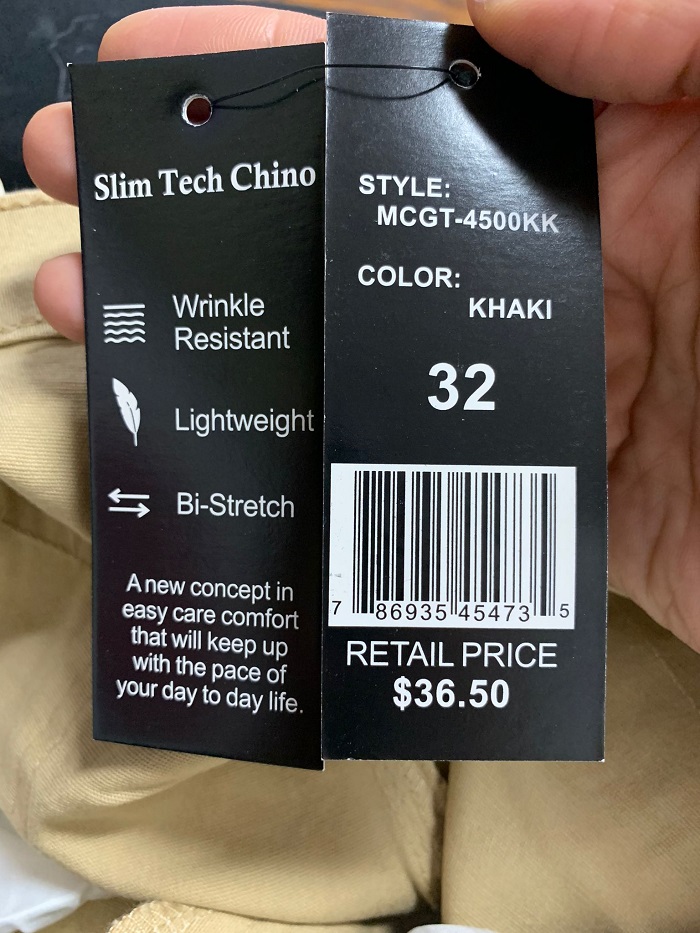 Slim Tech Chino
Wrinkle
Resistant
Lightweight
Bi-Stretch
A new concept in
easy care comfort
that will keep up
with the pace of
your day to day life.
STYLE:
MCGT-4500KK
COLOR:
KHAKI
32
7 86935 45473 5
RETAIL PRICE
$36.50